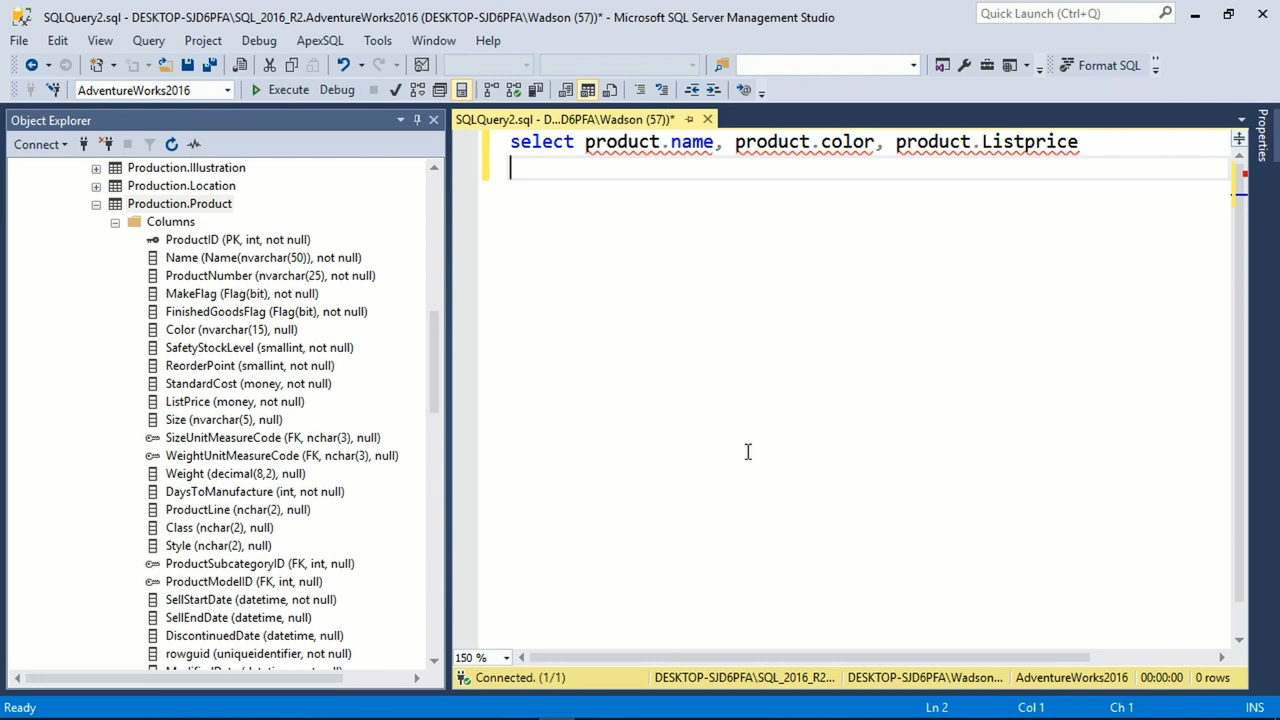 SQLQuery2.sql - DESKTOP-SJD6PFA\SQL_2016_R2.AdventureWorks2016 (DESKTOP-SJD6PFA\Wadson (57))* - Microsoft SQL Server Management Studio
Quick Launch (Ctrl+Q)
File Edit View Query Project Debug ApexSQL Tools Window Help
Format SQL
AdventureWorks2016 Execute Debug
Object Explorer
SQLQuery2.sql - D...D6PFA\Wadson (57))*
Properties
Connect
select product.name, product.color, product.Listprice
Production.Illustration
Production.Location
Production.Product
Columns
ProductID (PK, int, not null)
Name (Name(nvarchar(50)), not null)
ProductNumber (nvarchar(25), not null)
MakeFlag (Flag(bit), not null)
FinishedGoodsFlag (Flag(bit), not null)
Color (nvarchar(15), null)
SafetyStockLevel (smallint, not null)
ReorderPoint (smallint, not null)
StandardCost (money, not null)
ListPrice (money, not null)
Size (nvarchar(5), null)
SizeUnitMeasureCode (FK, nchar(3), null)
WeightUnitMeasureCode (FK, nchar(3), null)
Weight (decimal(8,2), null)
DaysToManufacture (int, not null)
ProductLine (nchar(2), null)
Class (nchar(2), null)
Style (nchar(2), null)
ProductSubcategoryID (FK, int, null)
ProductModelID (FK, int, null)
SellStartDate (datetime, not null)
SellEndDate (datetime, null)
DiscontinuedDate (datetime, null)
rowguid (uniqueidentifier, not null)
150 %
Connected. (1/1) DESKTOP-SJD6PFA\SQL_2016_R2... DESKTOP-SJD6PFA\Wadson... AdventureWorks2016 00:00:00 0 rows
Ready Ln 2 Col 1 Ch 1 INS